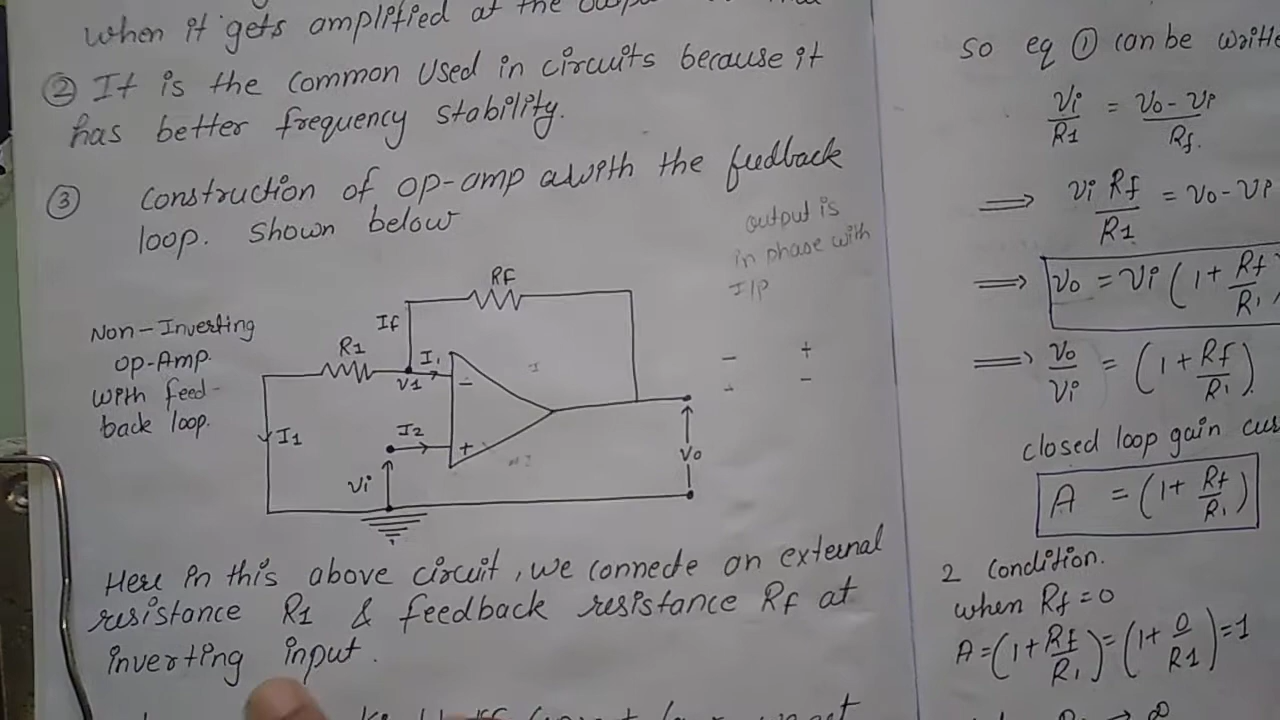 when it gets amplified at the
② It is the common used in circuits because it
has better frequency stability.
③ construction of op-amp with the feedback
loop. shown below
output is
in phase with
I/P
Non-Inverting
op-Amp.
with feed-
back loop.
RF
If
R1
I1
V1
I1
I2
Vi
Vo
−
+
− +
+ −
Here in this above circuit, we connecte an external
resistance R1 & feedback resistance Rf at
inverting input.
so eq ① can be
Vi/R1 = Vo - Vi/Rf.
⟹ Vi Rf/R1 = Vo - Vi
⟹ Vo = Vi (1 + Rf/R1
⟹ Vo/Vi = (1 + Rf/R1).
closed loop gain
A = (1 + Rf/R1)
2 condition.
when Rf = 0
A = (1 + Rf/R1) = (1 + 0/R1) = 1